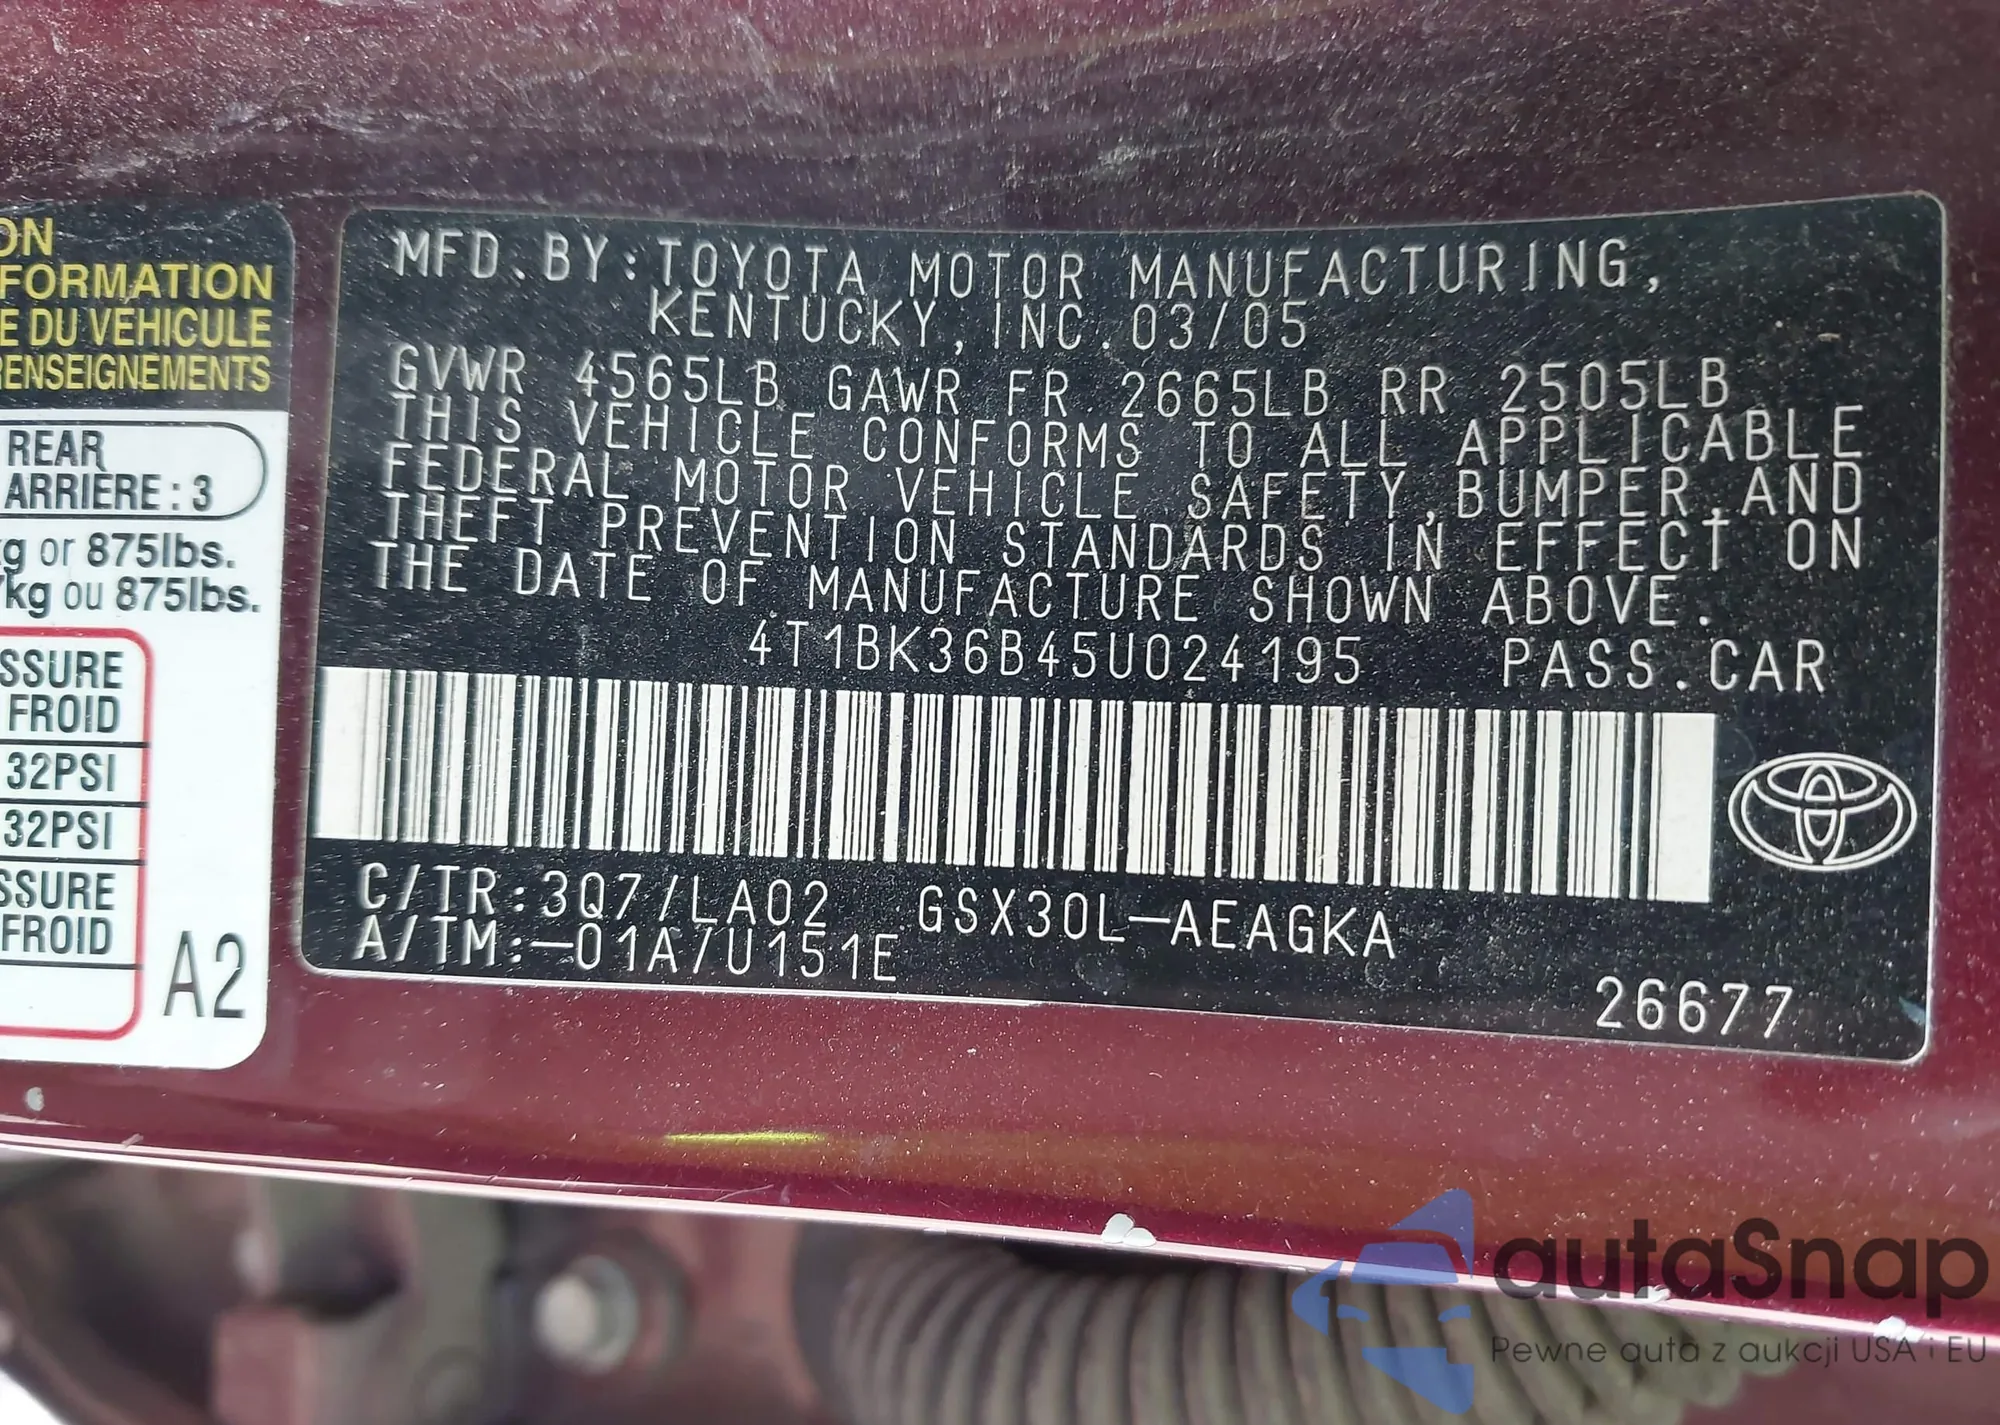 ON
FORMATION
E DU VÉHICULE
RENSEIGNEMENTS
REAR
ARRIÈRE : 3
kg or 875lbs.
kg ou 875lbs.
SSURE
FROID
32PSI
32PSI
SSURE
FROID
A2
MFD.BY:TOYOTA MOTOR MANUFACTURING,
KENTUCKY,INC.03/05
GVWR 4565LB GAWR FR 2665LB RR 2505LB
THIS VEHICLE CONFORMS TO ALL APPLICABLE
FEDERAL MOTOR VEHICLE SAFETY,BUMPER,AND
THEFT PREVENTION STANDARDS IN EFFECT ON
THE DATE OF MANUFACTURE SHOWN ABOVE.
4T1BK36B45U024195 PASS.CAR
C/TR:3Q7/LA02 GSX30L-AEAGKA
A/TM:-01A/U151E
26677
autaSnap
Pewne auta z aukcji USA i EU